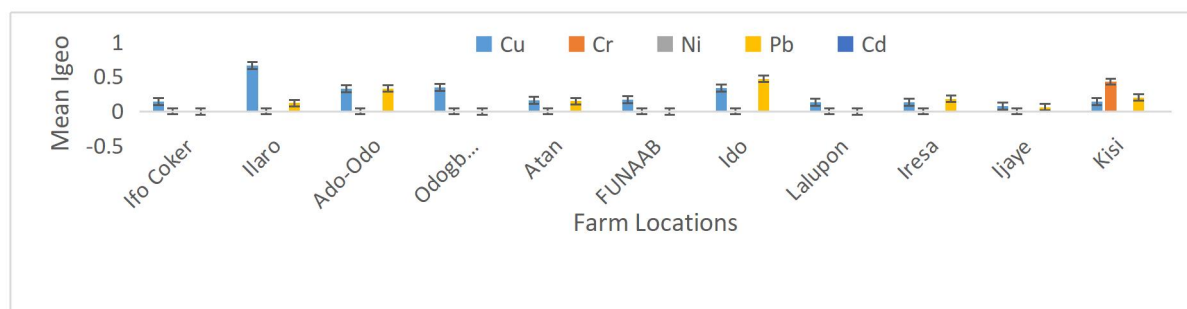 1
Cu Cr Ni Pb Cd
0.5
0
-0.5
Mean Igeo
Ifo Coker
Ilaro
Ado-Odo
Odogb...
Atan
FUNAAB
Ido
Lalupon
Iresa
Ijaye
Kisi
Farm Locations